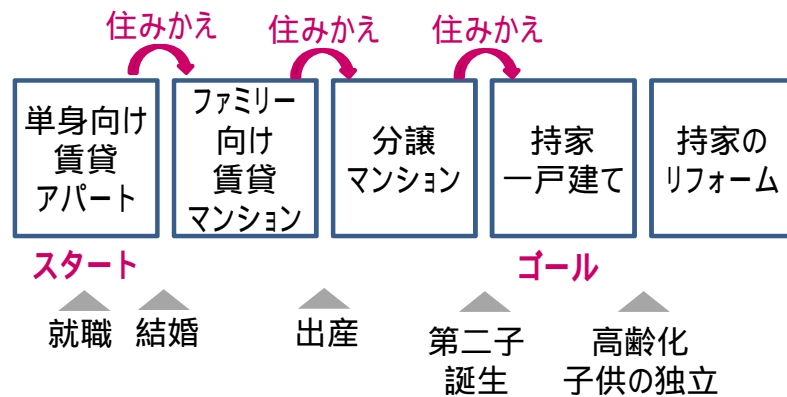 住みかえ
住みかえ
住みかえ
単身向け
賃貸
アパート
ファミリー
向け
賃貸
マンション
分譲
マンション
持家
一戸建て
持家の
リフォーム
スタート
ゴール
就職
結婚
出産
第二子
誕生
高齢化
子供の独立